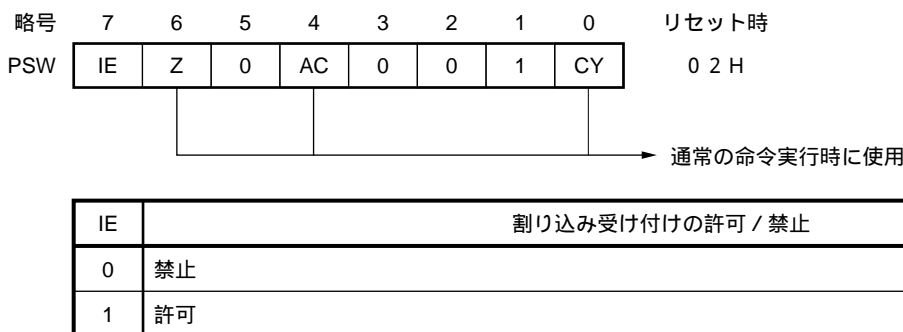 略号 7 6 5 4 3 2 1 0 リセット時
PSW IE Z 0 AC 0 0 1 CY 02H
通常の命令実行時に使用
IE 割り込み受け付けの許可/禁止
0 禁止
1 許可